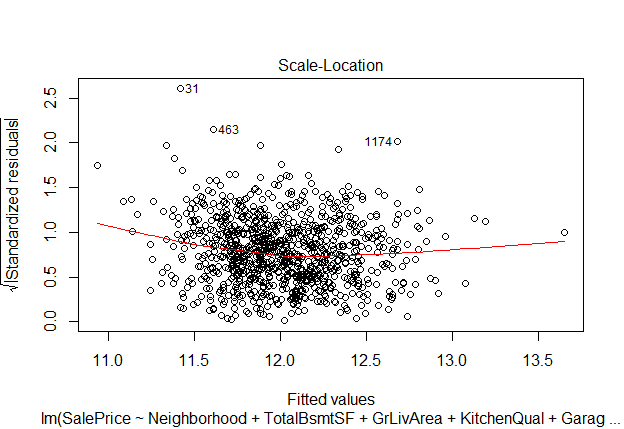 Scale-Location
√|Standardized residuals|
2.5
2.0
1.5
1.0
0.5
0.0
31
463
1174
11.0 11.5 12.0 12.5 13.0 13.5
Fitted values
lm(SalePrice ~ Neighborhood + TotalBsmtSF + GrLivArea + KitchenQual + Garag ...